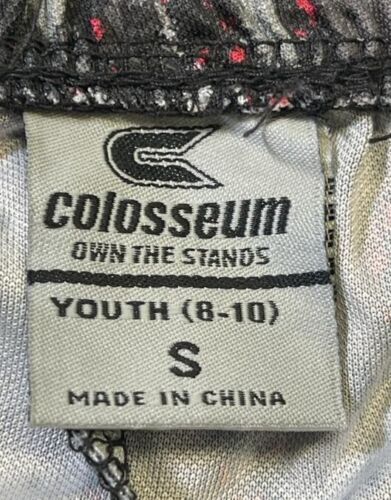 Colosseum
OWN THE STANDS
YOUTH (8-10)
S
MADE IN CHINA